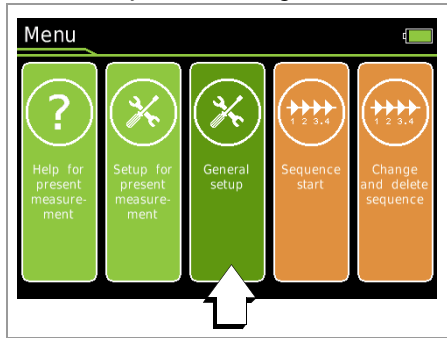 Menu
?
Help for
present
measure-
ment
Setup for
present
measure-
ment
General
setup
1 2 3.4
Sequence
start
1 2 3.4
Change
and delete
sequence